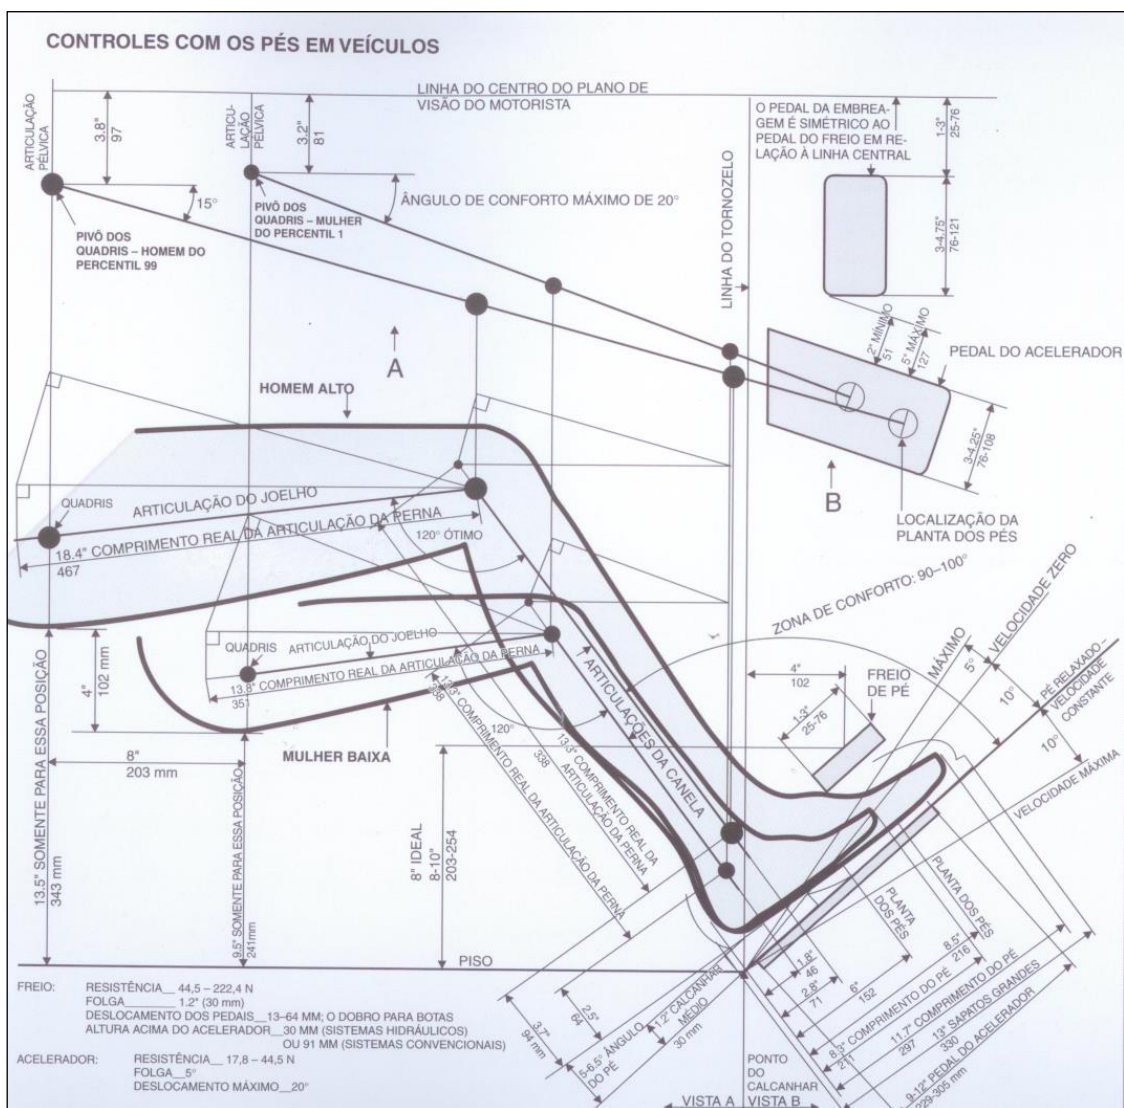 CONTROLES COM OS PÉS EM VEÍCULOS
LINHA DO CENTRO DO PLANO DE
VISÃO DO MOTORISTA
ARTICULAÇÃO
PÉLVICA
3.8"
97
ARTICU-
LAÇÃO
PÉLVICA
3.2"
81
O PEDAL DA EMBREA-
GEM É SIMÉTRICO AO
PEDAL DO FREIO EM RE-
LAÇÃO À LINHA CENTRAL
1-3"
25-76
15°
PIVÔ DOS
QUADRIS – HOMEM DO
PERCENTIL 99
PIVÔ DOS
QUADRIS – MULHER
DO PERCENTIL 1
ÂNGULO DE CONFORTO MÁXIMO DE 20°
LINHA DO TORNOZELO
3-4.75"
76-121
2" MÍNIMO
51
5" MÁXIMO
127
PEDAL DO ACELERADOR
A
HOMEM ALTO
3-4.25"
76-108
B
LOCALIZAÇÃO DA
PLANTA DOS PÉS
QUADRIS
ARTICULAÇÃO DO JOELHO
18.4" COMPRIMENTO REAL DA ARTICULAÇÃO DA PERNA
467
120° ÓTIMO
ZONA DE CONFORTO: 90–100°
MÁXIMO
VELOCIDADE ZERO
5°
10°
PÉ RELAXADO –
VELOCIDADE
CONSTANTE
10°
VELOCIDADE MÁXIMA
QUADRIS
ARTICULAÇÃO DO JOELHO
13.8" COMPRIMENTO REAL DA ARTICULAÇÃO DA PERNA
351
4"
102
FREIO
DE PÉ
1-3"
25-76
13.5" SOMENTE PARA ESSA POSIÇÃO
343 mm
4"
102 mm
8"
203 mm
MULHER BAIXA
120°
COMPRIMENTO REAL DA ARTICULAÇÃO DA PERNA
338
13.3" COMPRIMENTO REAL DA
ARTICULAÇÃO DA PERNA
338
ARTICULAÇÕES DA CANELA
9.5" SOMENTE PARA ESSA POSIÇÃO
241mm
8" IDEAL
8-10"
203-254
PLANTA
DOS PÉS
PLANTA DOS PÉS
PISO
1.8"
46
2.8"
71
6"
152
8.5"
216
8.3" COMPRIMENTO DO PÉ
211
11.7" COMPRIMENTO DO PÉ
297
13" SAPATOS GRANDES
330
9-12" PEDAL DO ACELERADOR
229-305 mm
2.5"
64
3.7"
94 mm
5-6.5° ÂNGULO
DO PÉ
1.2" CALCANHAR
MÉDIO
30 mm
PONTO
DO
CALCANHAR
VISTA A
VISTA B
FREIO: RESISTÊNCIA__ 44,5 – 222,4 N
FOLGA_______ 1.2" (30 mm)
DESLOCAMENTO DOS PEDAIS__13–64 MM; O DOBRO PARA BOTAS
ALTURA ACIMA DO ACELERADOR__30 MM (SISTEMAS HIDRÁULICOS)
OU 91 MM (SISTEMAS CONVENCIONAIS)
ACELERADOR: RESISTÊNCIA__ 17,8 – 44,5 N
FOLGA__5°
DESLOCAMENTO MÁXIMO__20°